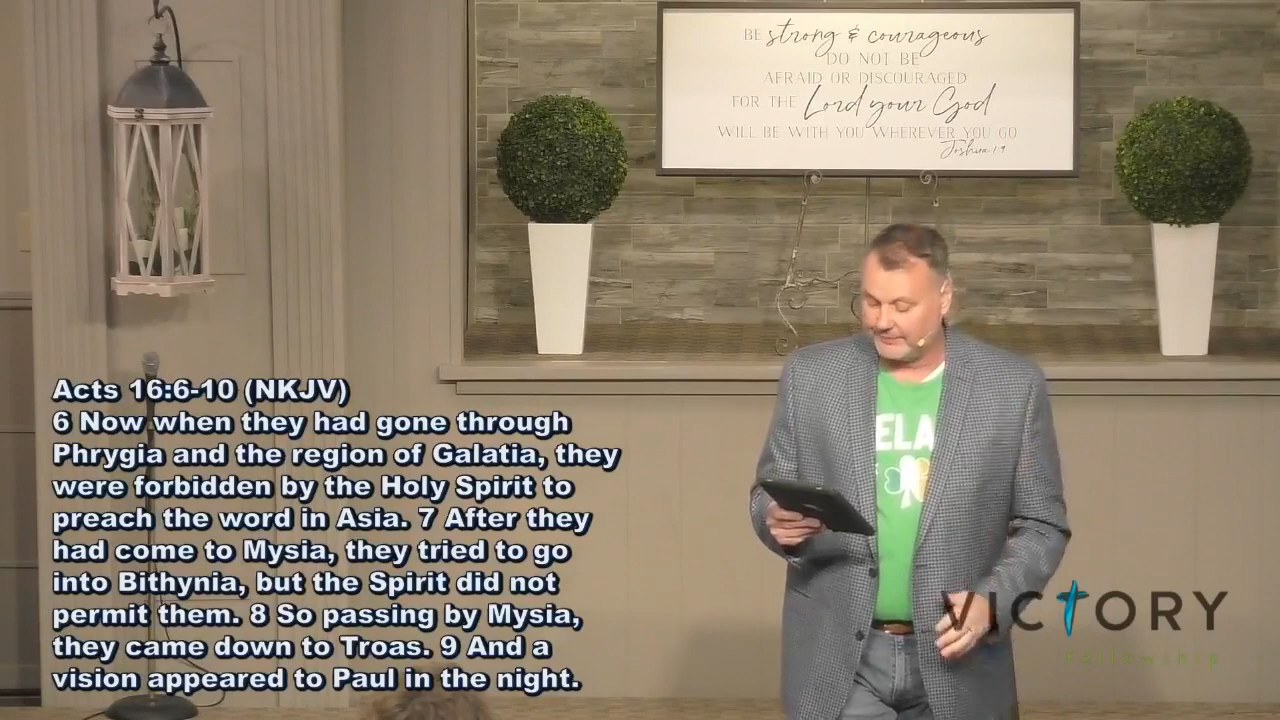 BE strong & courageous
DO NOT BE
AFRAID OR DISCOURAGED
FOR THE Lord your God
WILL BE WITH YOU WHEREVER YOU GO
Joshua 1:9
Acts 16:6-10 (NKJV)
6 Now when they had gone through
Phrygia and the region of Galatia, they
were forbidden by the Holy Spirit to
preach the word in Asia. 7 After they
had come to Mysia, they tried to go
into Bithynia, but the Spirit did not
permit them. 8 So passing by Mysia,
they came down to Troas. 9 And a
vision appeared to Paul in the night.
ELA
VICTORY
Fellowship